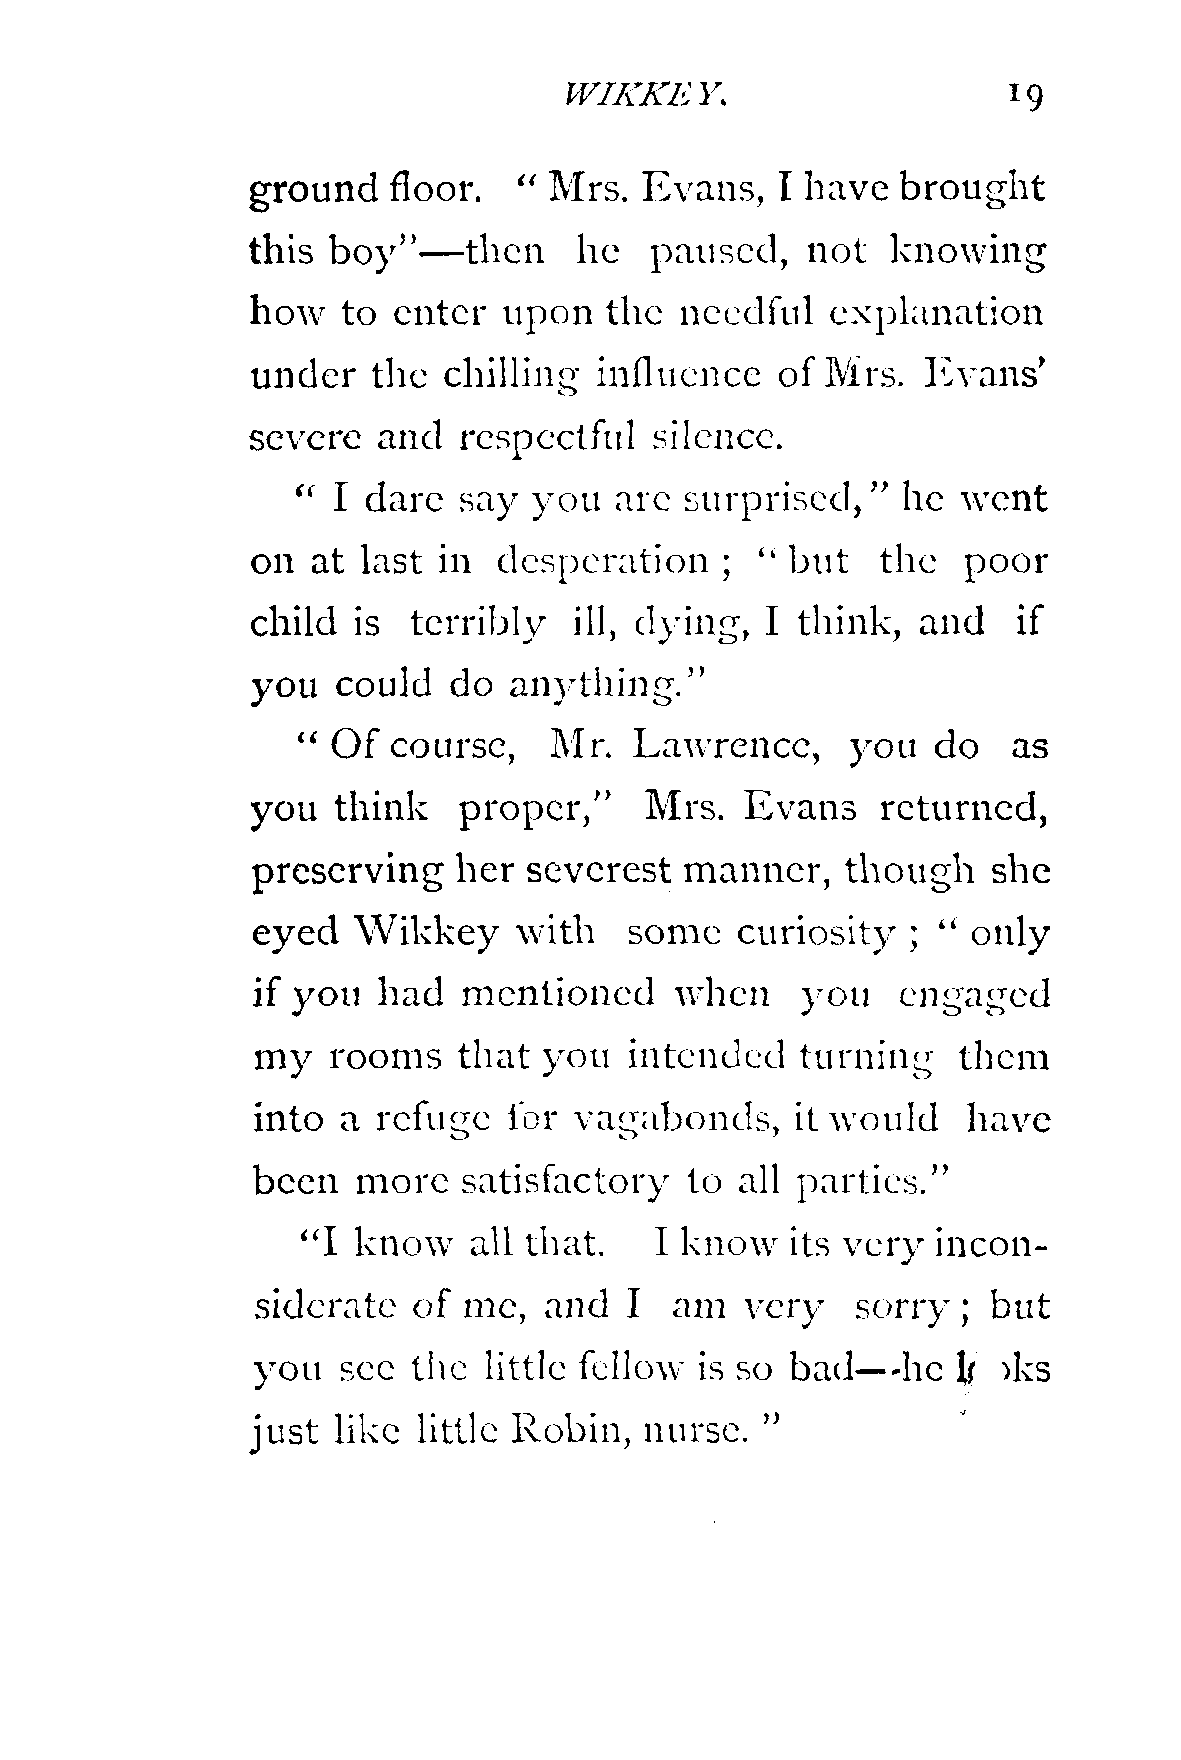 WIKKEY. 19
ground floor. “ Mrs. Evans, I have brought
this boy”—then he paused, not knowing
how to enter upon the needful explanation
under the chilling influence of Mrs. Evans’
severe and respectful silence.
“ I dare say you are surprised,” he went
on at last in desperation ; “ but the poor
child is terribly ill, dying, I think, and if
you could do anything.”
“ Of course, Mr. Lawrence, you do as
you think proper,” Mrs. Evans returned,
preserving her severest manner, though she
eyed Wikkey with some curiosity ; “ only
if you had mentioned when you engaged
my rooms that you intended turning them
into a refuge for vagabonds, it would have
been more satisfactory to all parties.”
“I know all that. I know its very incon-
siderate of me, and I am very sorry ; but
you see the little fellow is so bad—he looks
just like little Robin, nurse. ”